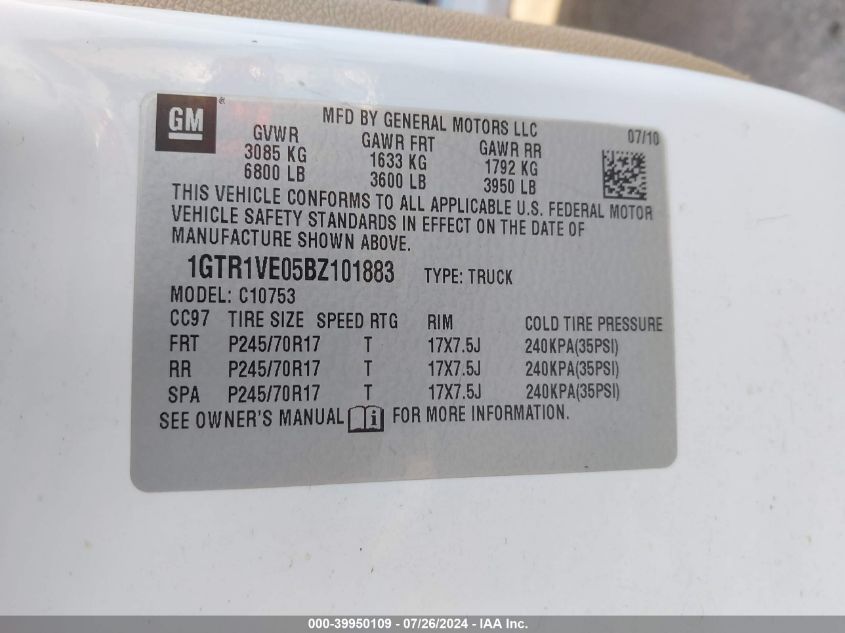 GM ®
MFD BY GENERAL MOTORS LLC 07/10
GVWR GAWR FRT GAWR RR
3085 KG 1633 KG 1792 KG
6800 LB 3600 LB 3950 LB
THIS VEHICLE CONFORMS TO ALL APPLICABLE U.S. FEDERAL MOTOR
VEHICLE SAFETY STANDARDS IN EFFECT ON THE DATE OF
MANUFACTURE SHOWN ABOVE.
1GTR1VE05BZ101883 TYPE: TRUCK
MODEL: C10753
CC97 TIRE SIZE SPEED RTG RIM COLD TIRE PRESSURE
FRT P245/70R17 T 17X7.5J 240KPA(35PSI)
RR P245/70R17 T 17X7.5J 240KPA(35PSI)
SPA P245/70R17 T 17X7.5J 240KPA(35PSI)
SEE OWNER'S MANUAL i FOR MORE INFORMATION.
000-39950109 - 07/26/2024 - IAA Inc.